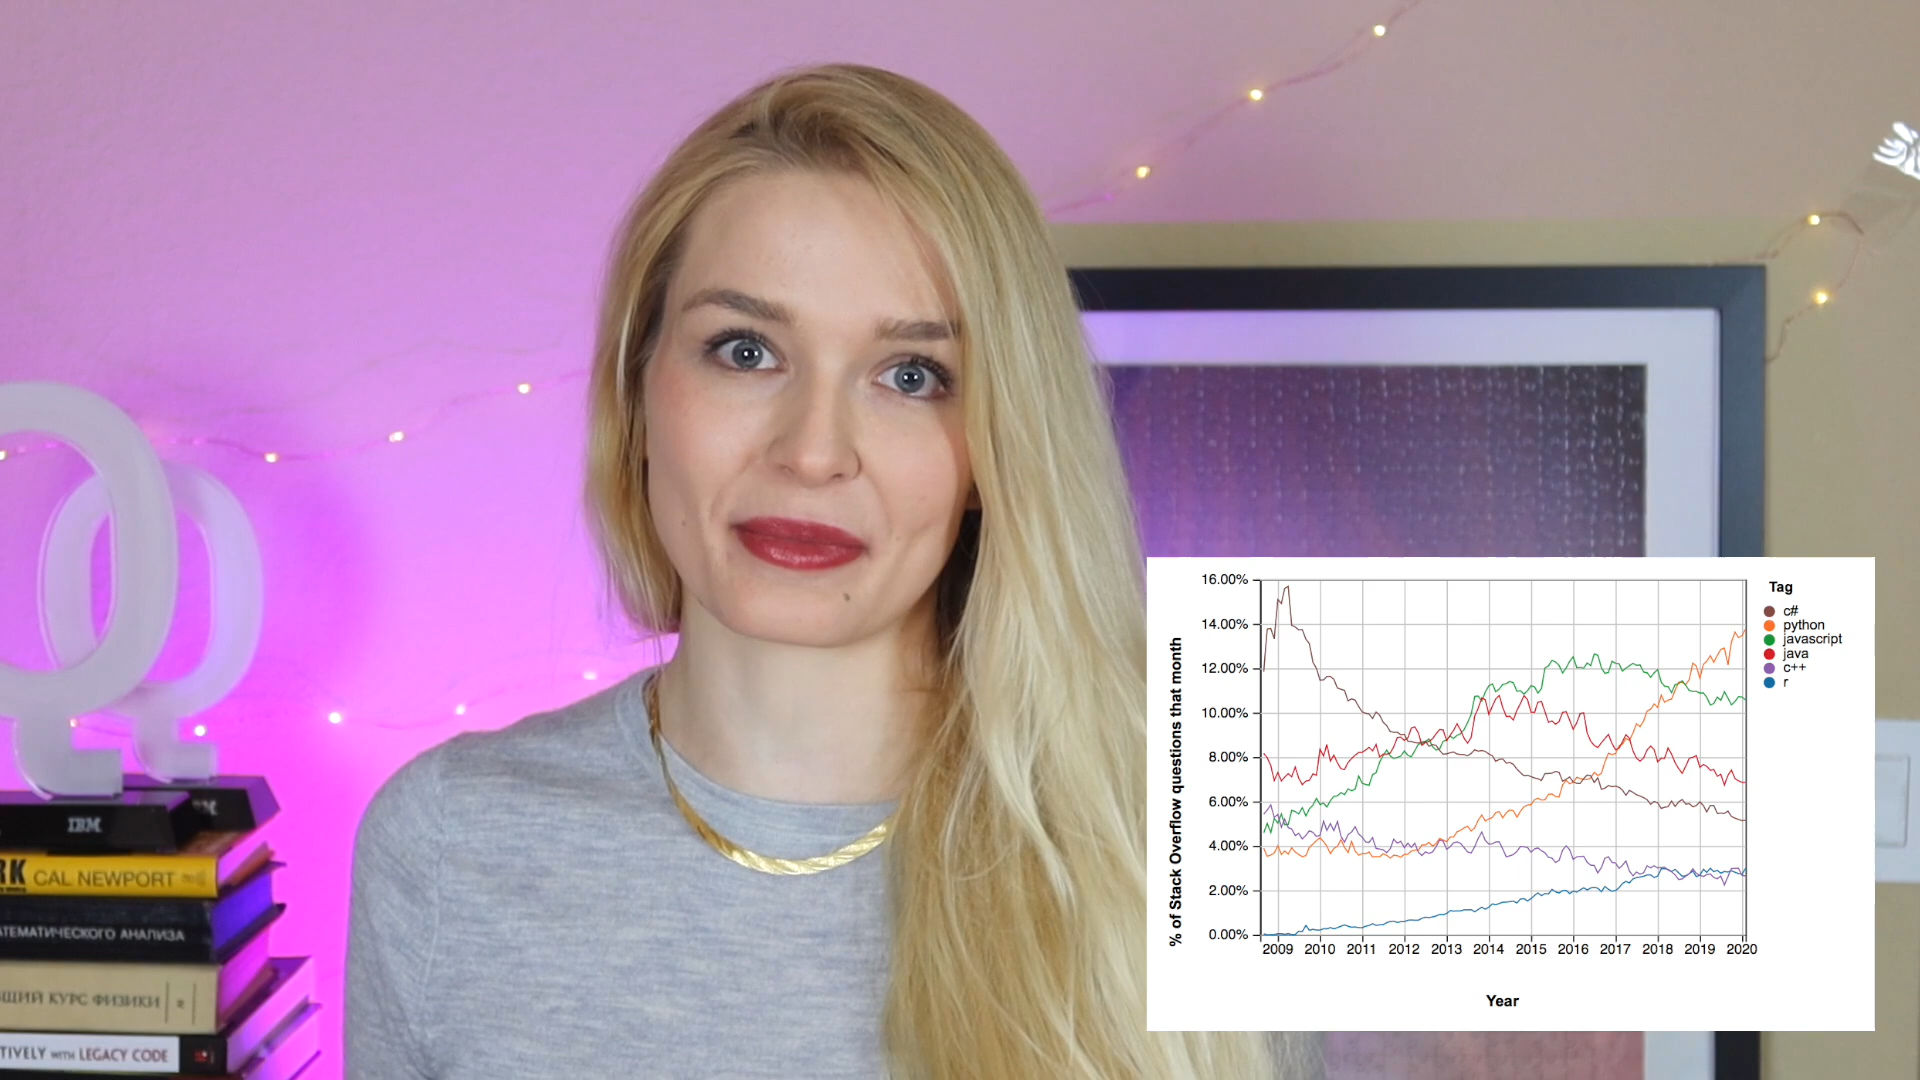 IBM
RK CAL NEWPORT
АТЕМАТИЧЕСКОГО АНАЛИЗА
ЩИЙ КУРС ФИЗИКИ
TIVELY WITH LEGACY CODE
% of Stack Overflow questions that month
16.00%
14.00%
12.00%
10.00%
8.00%
6.00%
4.00%
2.00%
0.00%
2009 2010 2011 2012 2013 2014 2015 2016 2017 2018 2019 2020
Year
Tag
c#
python
javascript
java
c++
r